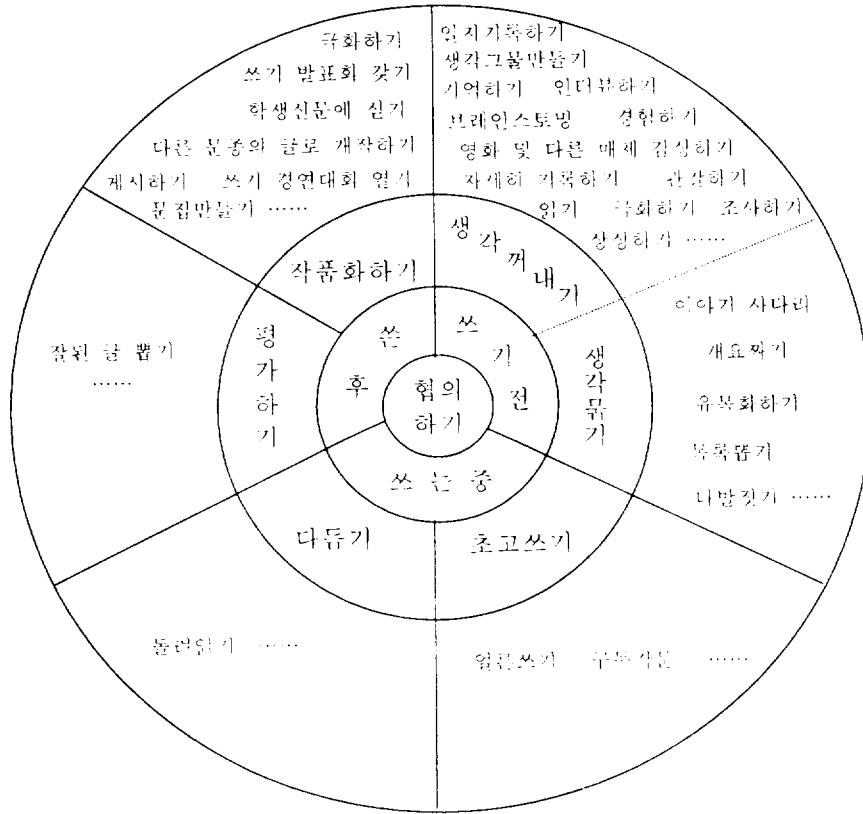 극화하기
쓰기 발표회 갖기
학생신문에 싣기
다른 문종의 글로 개작하기
게시하기 쓰기 경연대회 열기
문집만들기 ……
일지기록하기
생각그물만들기
기억하기 인터뷰하기
브레인스토밍 경험하기
영화 및 다른 매체 감상하기
자세히 기록하기 관찰하기
읽기 극화하기 조사하기
상상하기 ……
작품화하기
생각꺼내기
이야기 사다리
개요짜기
유목화하기
목록뽑기
다발짓기 ……
생각묶기
평가하기
잘된 글 뽑기
……
쓴 후
쓰기 전
협의
하기
쓰는 중
다듬기
초고쓰기
돌려읽기 ……
얼른쓰기 ……